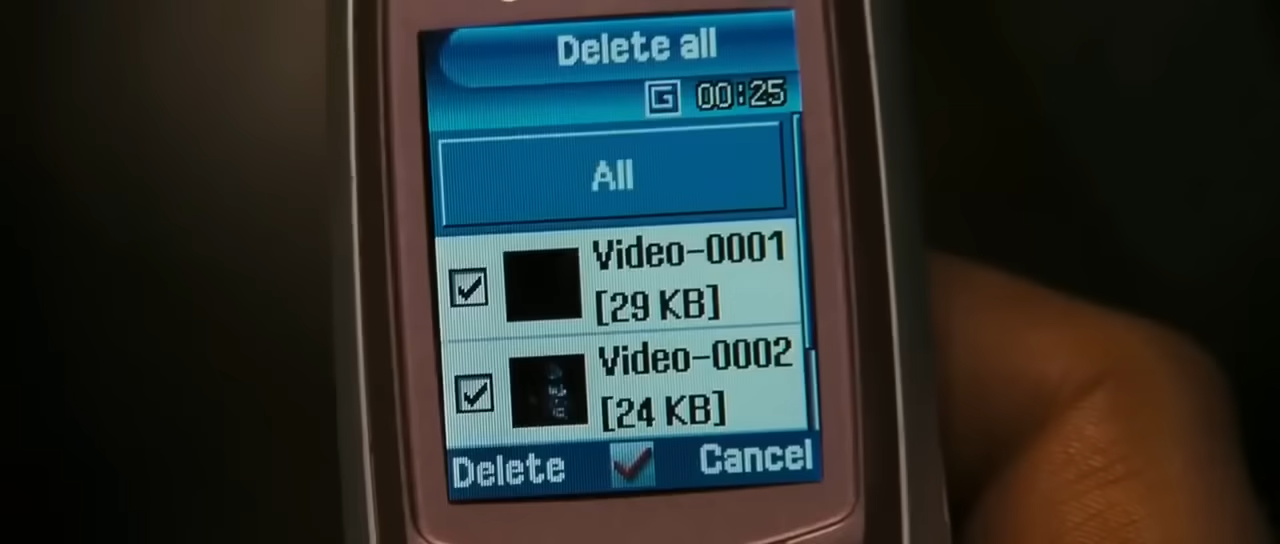 Delete all
G 00:25
All
Video-0001
[29 KB]
Video-0002
[24 KB]
Delete Cancel